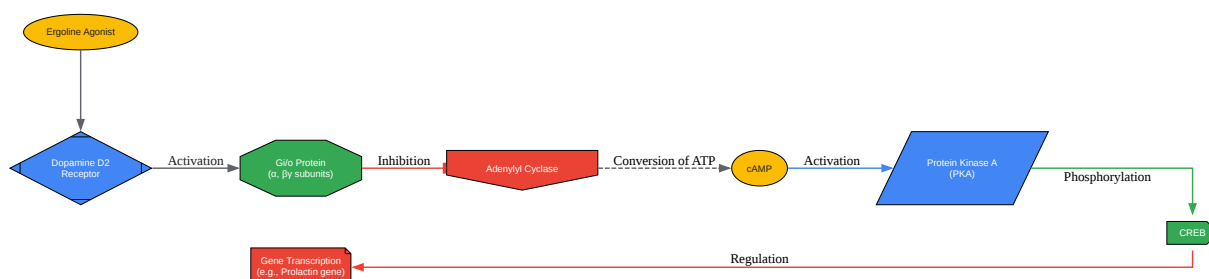 Ergoline Agonist
Dopamine D2
Receptor
Activation
Gi/o Protein
(α, βγ subunits)
Inhibition
Adenylyl Cyclase
Conversion of ATP
cAMP
Activation
Protein Kinase A
(PKA)
Phosphorylation
CREB
Regulation
Gene Transcription
(e.g., Prolactin gene)